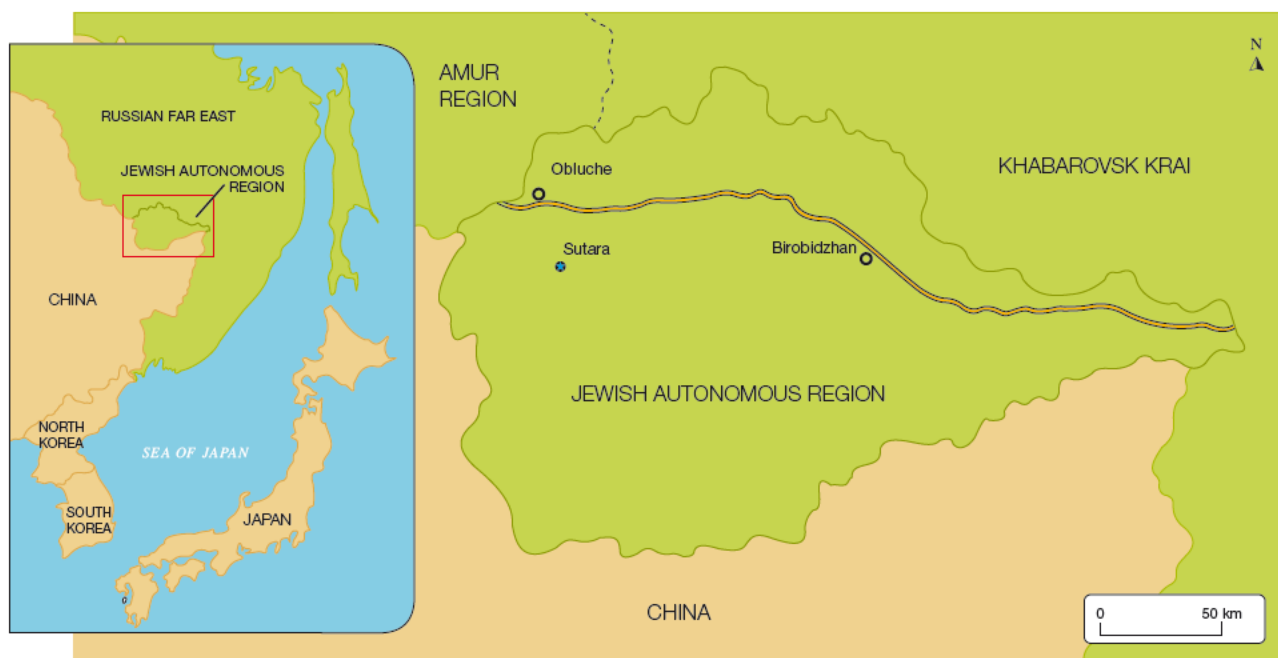 RUSSIAN FAR EAST
JEWISH AUTONOMOUS
REGION
CHINA
NORTH
KOREA
SEA OF JAPAN
SOUTH
KOREA
JAPAN
AMUR
REGION
N
Obluche
KHABAROVSK KRAI
Sutara
Birobidzhan
JEWISH AUTONOMOUS REGION
CHINA
0 50 km